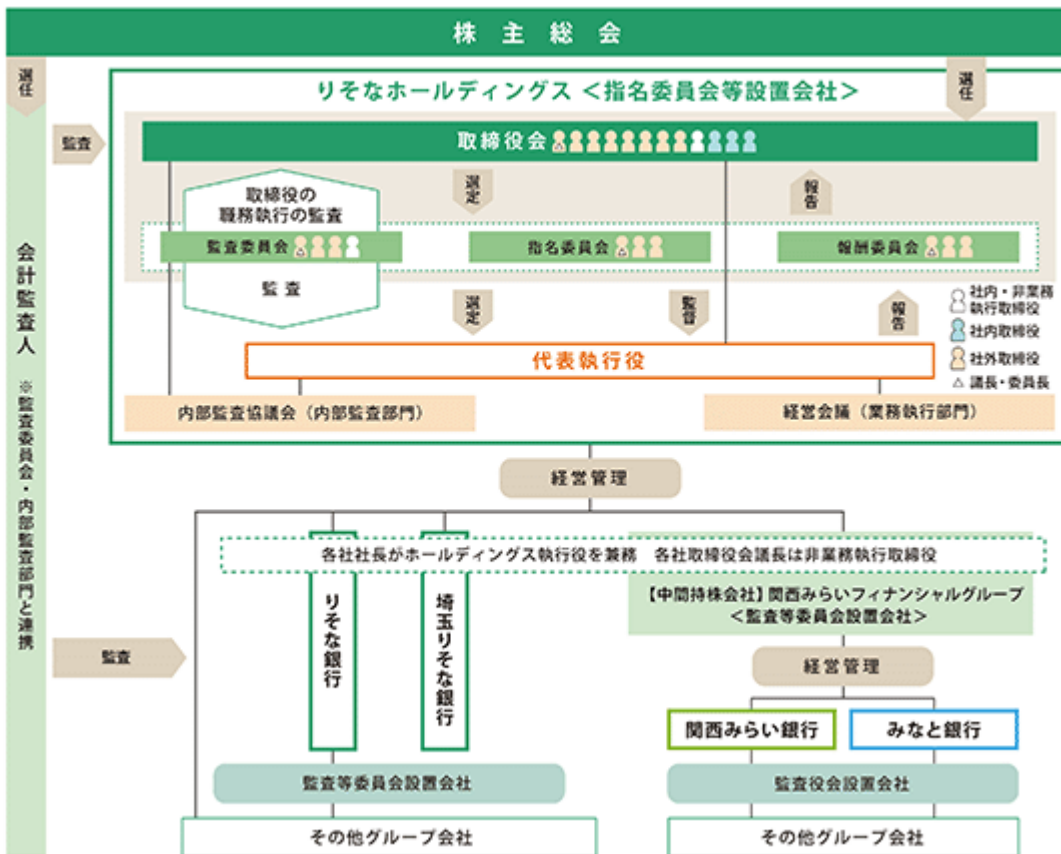 株主総会
選任
選任
りそなホールディングス <指名委員会等設置会社>
監査
取締役会
取締役の
職務執行の監査
選定
報告
監査委員会
指名委員会
報酬委員会
監査
選定
監督
報告
社内・非業務
執行取締役
社内取締役
社外取締役
△ 議長・委員長
代表執行役
内部監査協議会(内部監査部門)
経営会議(業務執行部門)
会計監査人
※監査委員会・内部監査部門と連携
経営管理
各社社長がホールディングス執行役を兼務 各社取締役会議長は非業務執行取締役
りそな銀行
埼玉りそな銀行
【中間持株会社】関西みらいフィナンシャルグループ
<監査等委員会設置会社>
監査
経営管理
関西みらい銀行
みなと銀行
監査等委員会設置会社
監査役会設置会社
その他グループ会社
その他グループ会社